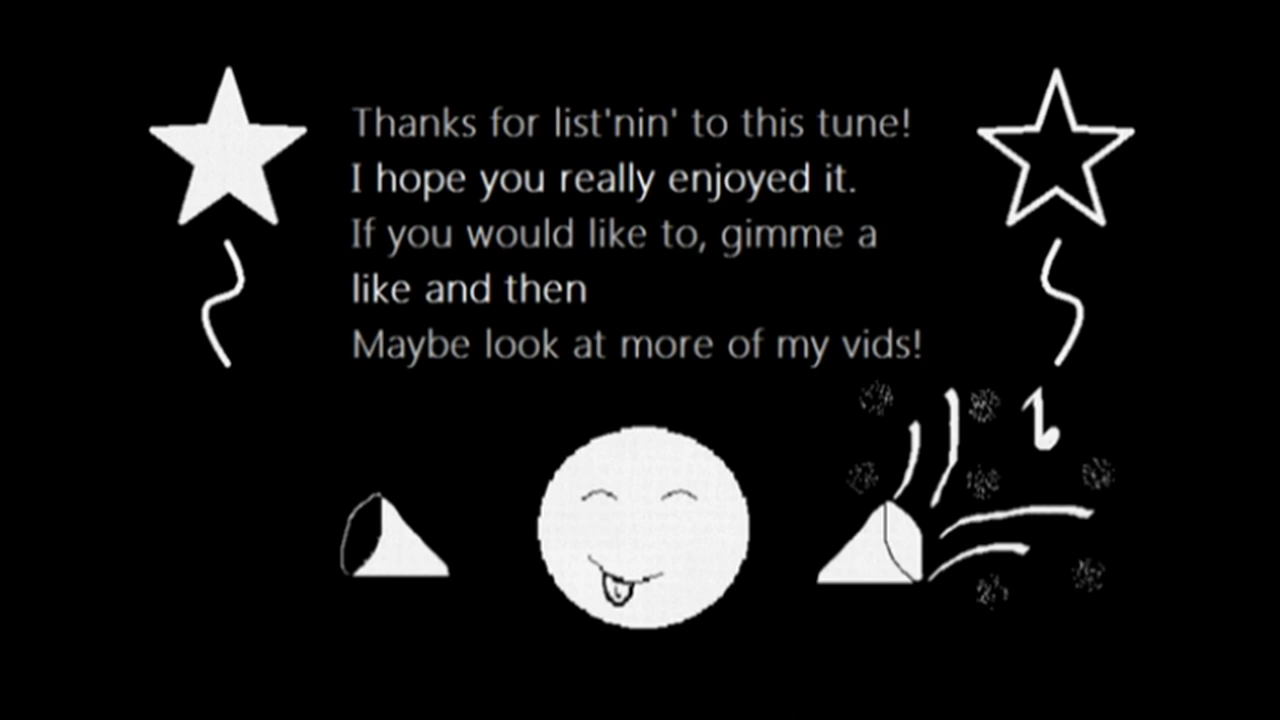 Thanks for list'nin' to this tune!
I hope you really enjoyed it.
If you would like to, gimme a
like and then
Maybe look at more of my vids!